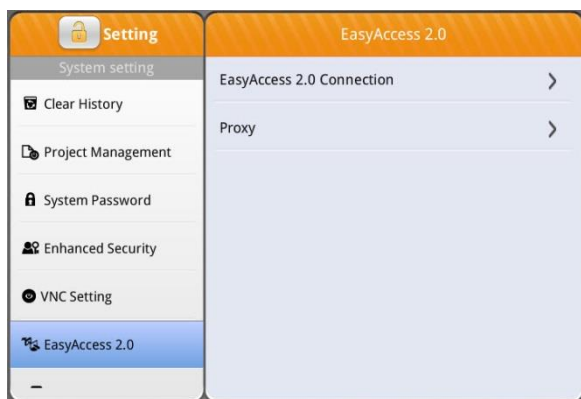 Setting
System setting
Clear History
Project Management
System Password
Enhanced Security
VNC Setting
EasyAccess 2.0
EasyAccess 2.0
EasyAccess 2.0 Connection
Proxy